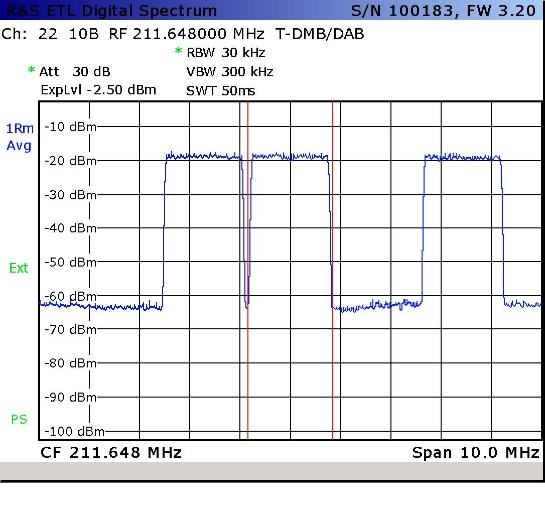 R&S ETL Digital Spectrum S/N 100183, FW 3.20
Ch: 22 10B RF 211.648000 MHz T-DMB/DAB
* RBW 30 kHz
* Att 30 dB VBW 300 kHz
ExpLvl -2.50 dBm SWT 50ms
1Rm
Avg
-10 dBm
-20 dBm
-30 dBm
-40 dBm
-50 dBm
Ext
-60 dBm
-70 dBm
-80 dBm
-90 dBm
PS
-100 dBm
CF 211.648 MHz Span 10.0 MHz